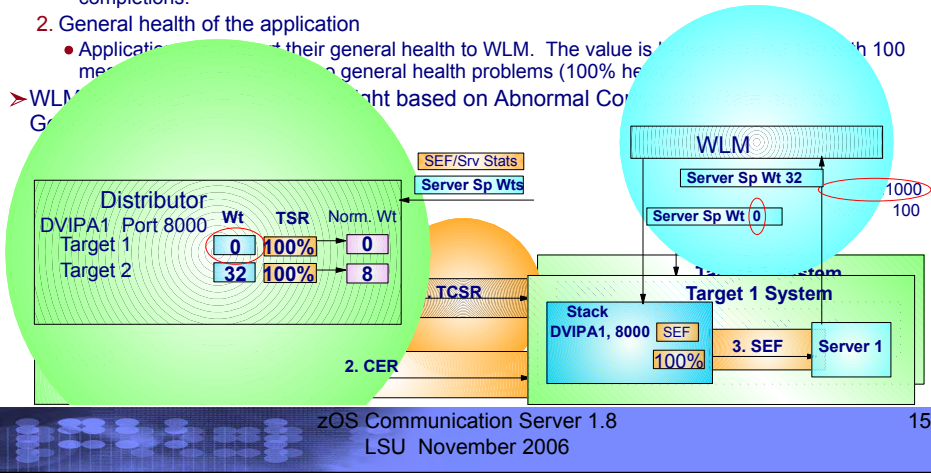 completions.
2. General health of the application
Applicatio their general health to WLM. The value is h 100
me general health problems (100% he
WLM ght based on Abnormal Co
G
SEF/Srv Stats
Server Sp Wts
WLM
Server Sp Wt 32
1000
100
Server Sp Wt 0
Distributor
DVIPA1 Port 8000 Wt TSR Norm. Wt
Target 1 0 100% 0
Target 2 32 100% 8
Target 1 System
TCSR
Stack
DVIPA1, 8000 SEF
100%
3. SEF
Server 1
2. CER
zOS Communication Server 1.8 15
LSU November 2006